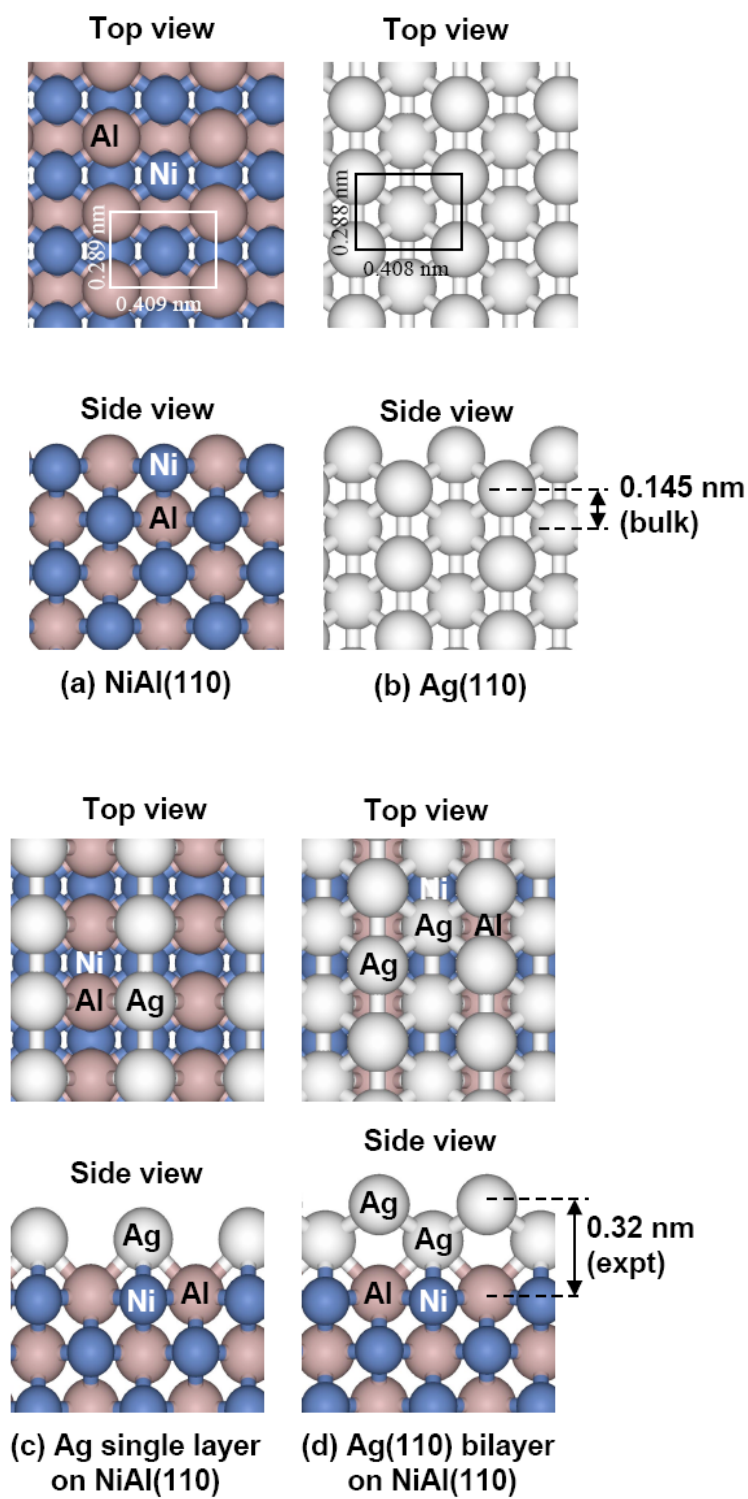 Top view
Top view
Al
Ni
0.289 nm
0.409 nm
0.288 nm
0.408 nm
Side view
Side view
Ni
Al
0.145 nm
(bulk)
(a) NiAl(110)
(b) Ag(110)
Top view
Top view
Ni
Al
Ag
Ni
Ag
Al
Ag
Side view
Side view
Ag
Ni
Al
Ag
Ag
Al
Ni
0.32 nm
(expt)
(c) Ag single layer
on NiAl(110)
(d) Ag(110) bilayer
on NiAl(110)